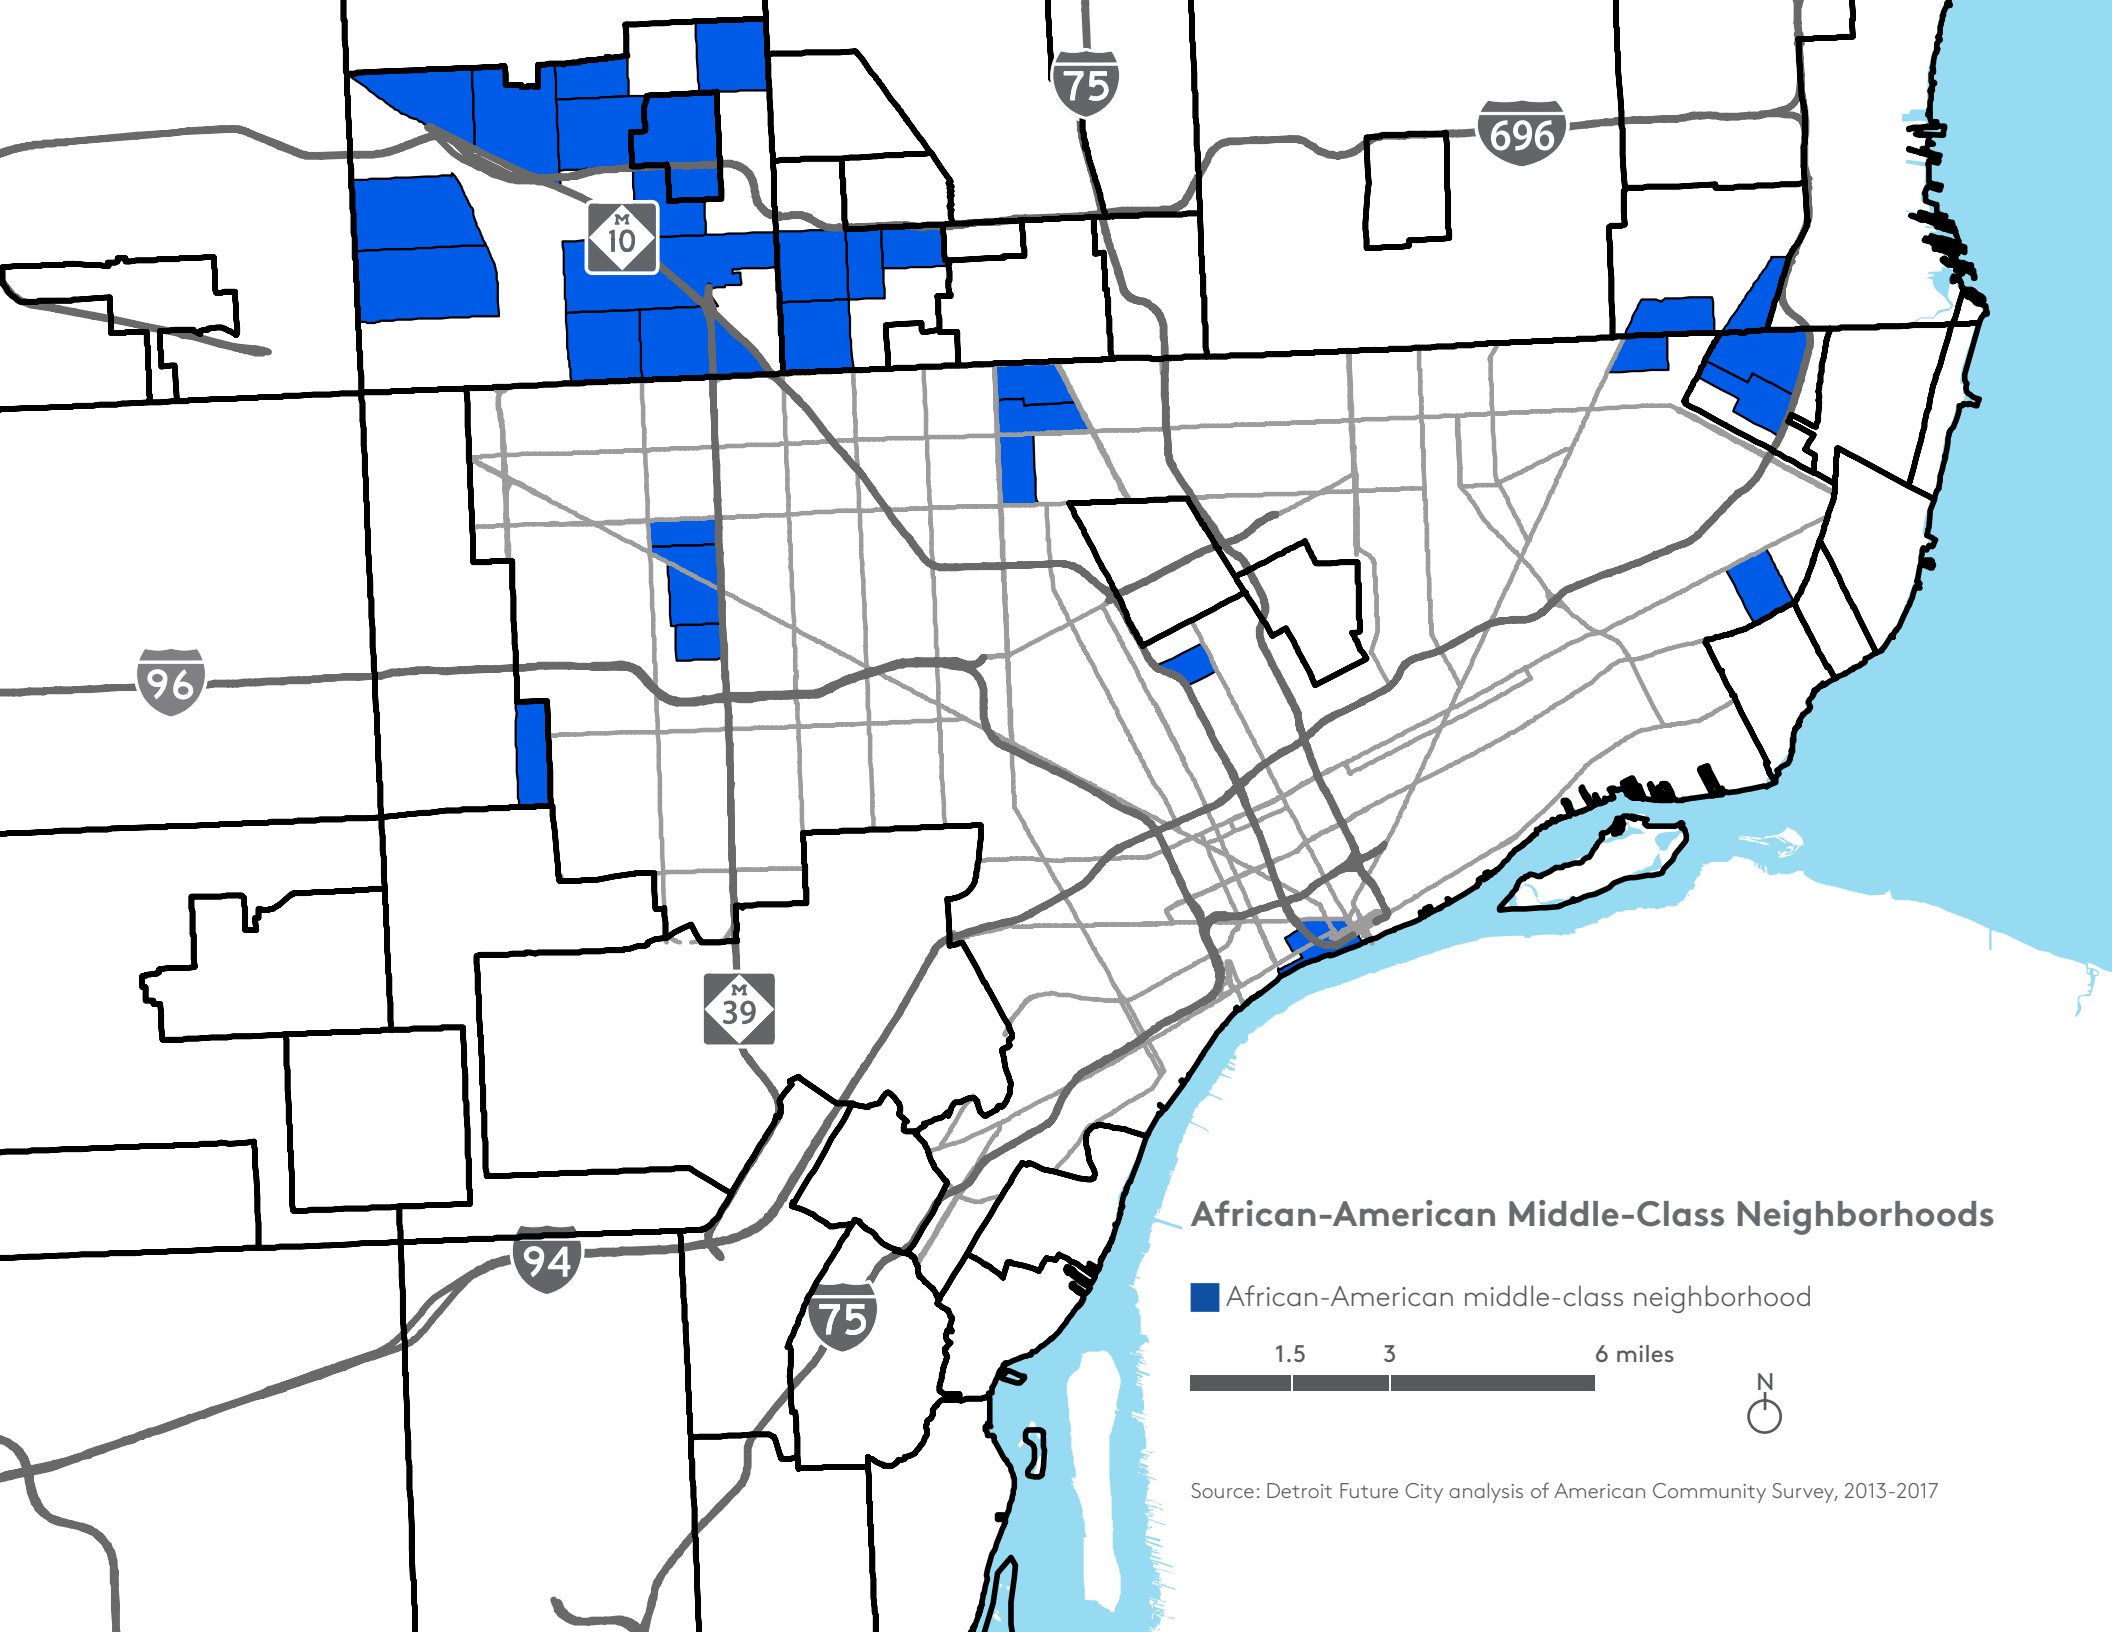 75
696
M
10
96
M
39
94
75
African-American Middle-Class Neighborhoods
African-American middle-class neighborhood
1.5 3 6 miles
N
Source: Detroit Future City analysis of American Community Survey, 2013-2017